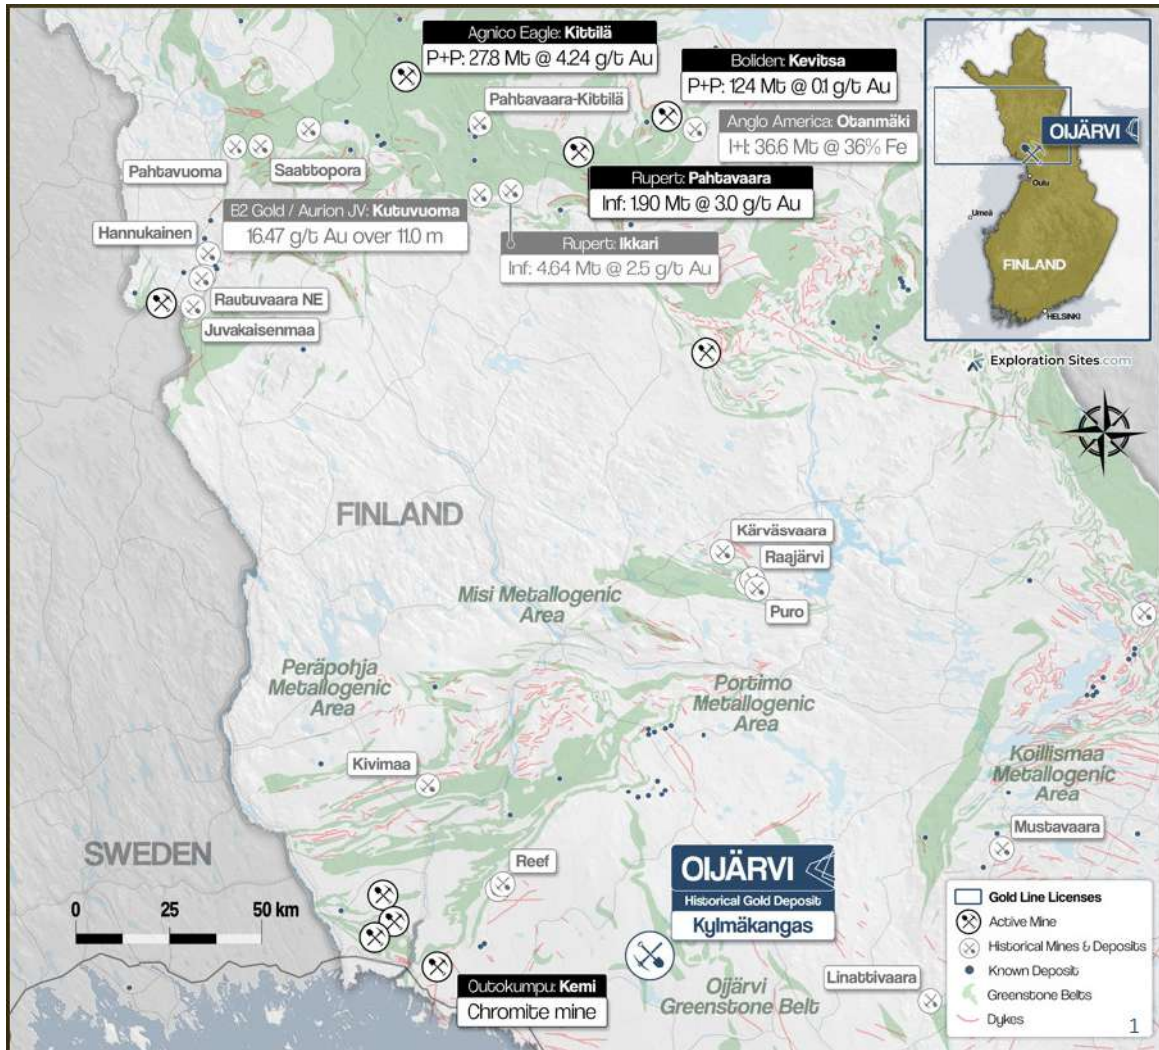 Agnico Eagle: Kittilä
P+P: 27.8 Mt @ 4.24 g/t Au
Boliden: Kevitsa
P+P: 124 Mt @ 0.1 g/t Au
Pahtavaara-Kittilä
Anglo America: Otanmäki
I+I: 36.6 Mt @ 36% Fe
Pahtavuoma
Saattopora
Rupert: Pahtavaara
Inf: 1.90 Mt @ 3.0 g/t Au
B2 Gold / Aurion JV: Kutuvuoma
16.47 g/t Au over 11.0 m
Hannukainen
Rupert: Ikkari
Inf: 4.64 Mt @ 2.5 g/t Au
Rautuvaara NE
Juvakaisenmaa
OIJÄRVI
Oulu
Umeå
FINLAND
HELSINKI
Exploration Sites.com
FINLAND
Kärväsvaara
Raajärvi
Puro
Misi Metallogenic
Area
Peräpohja
Metallogenic
Area
Portimo
Metallogenic
Area
Koillismaa
Metallogenic
Area
Kivimaa
Mustavaara
SWEDEN
Reef
0 25 50 km
OIJÄRVI
Historical Gold Deposit
Kylmäkangas
Oijärvi
Greenstone Belt
Linattivaara
Outokumpu: Kemi
Chromite mine
Gold Line Licenses
Active Mine
Historical Mines & Deposits
Known Deposit
Greenstone Belts
Dykes
1